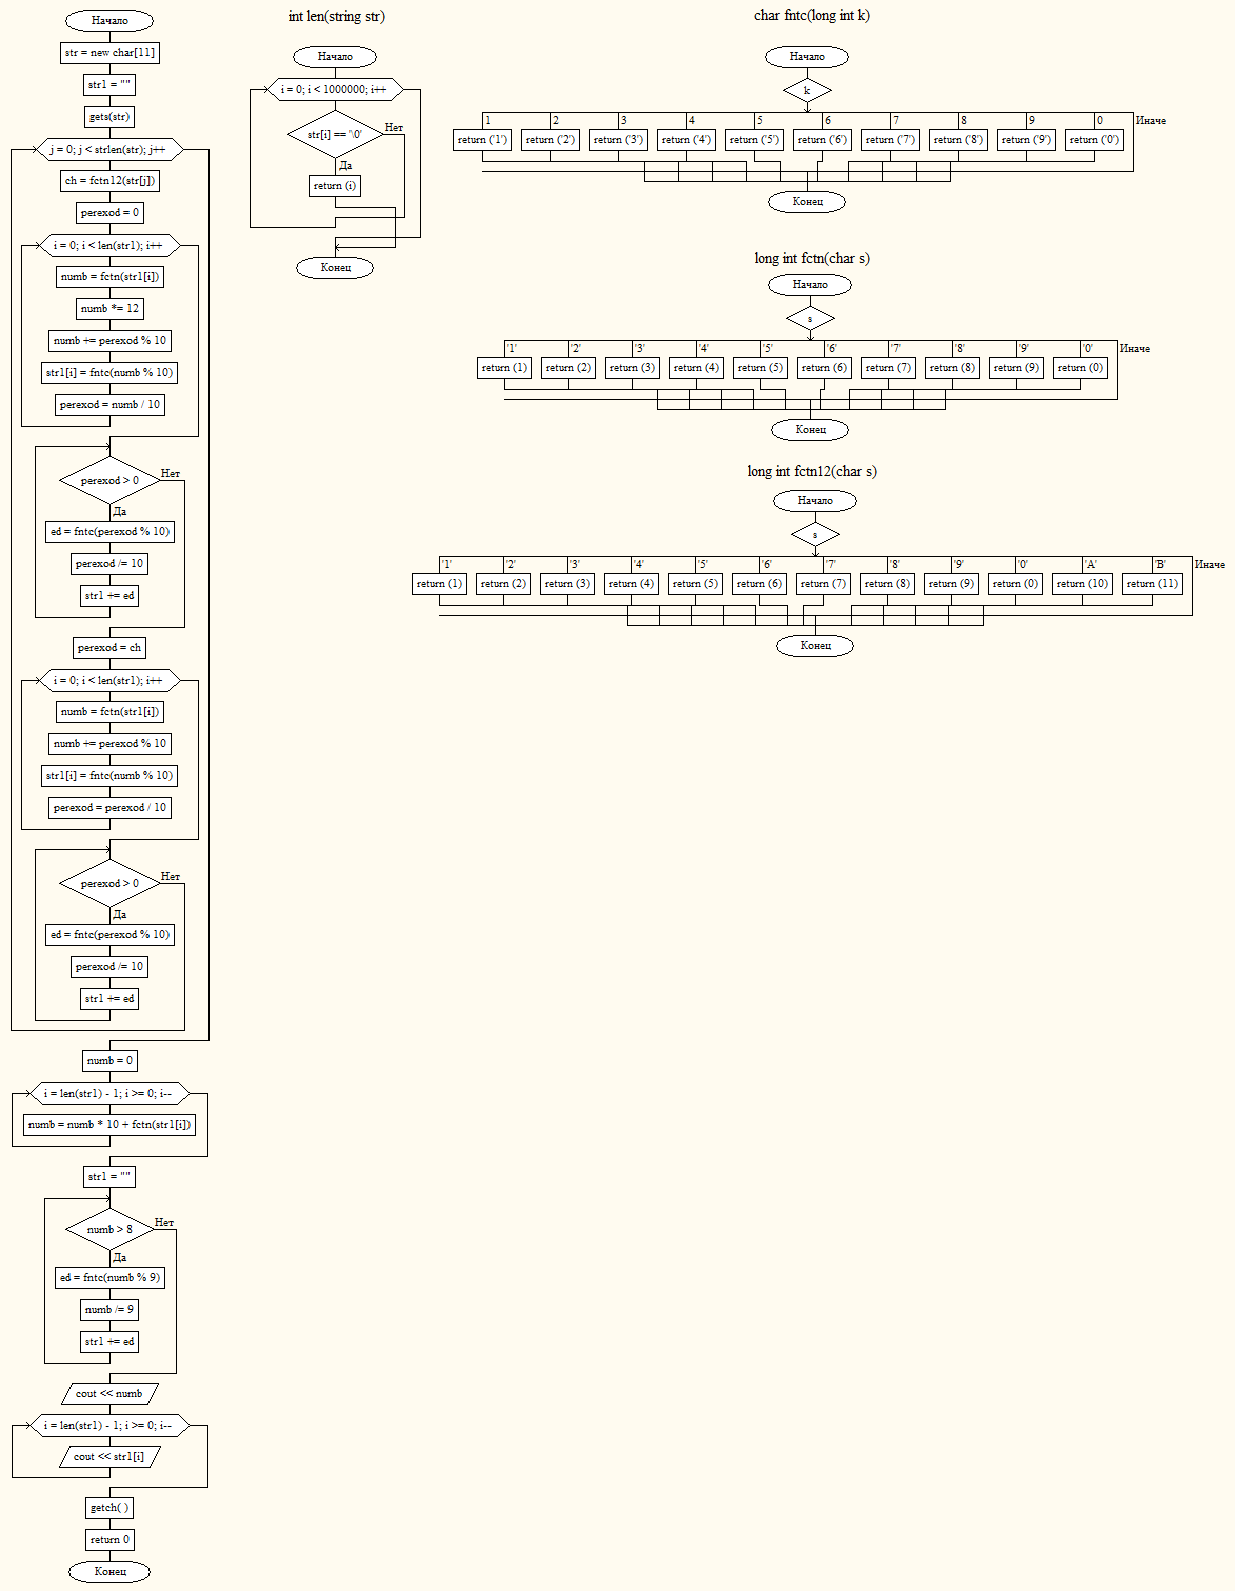 Начало
str = new char[11]
str1 = ""
gets(str)
j = 0; j < strlen(str); j++
ch = fctn12(str[j])
perexod = 0
i = 0; i < len(str1); i++
numb = fctn(str1[i])
numb *= 12
numb += perexod % 10
str1[i] = fntc(numb % 10)
perexod = numb / 10
perexod > 0
Нет
Да
ed = fntc(perexod % 10)
perexod /= 10
str1 += ed
perexod = ch
i = 0; i < len(str1); i++
numb = fctn(str1[i])
numb += perexod % 10
str1[i] = fntc(numb % 10)
perexod = perexod / 10
perexod > 0
Нет
Да
ed = fntc(perexod % 10)
perexod /= 10
str1 += ed
numb = 0
i = len(str1) - 1; i >= 0; i--
numb = numb * 10 + fctn(str1[i])
str1 = ""
numb > 8
Нет
Да
ed = fntc(numb % 9)
numb /= 9
str1 += ed
cout << numb
i = len(str1) - 1; i >= 0; i--
cout << str1[i]
getch( )
return 0
Конец
int len(string str)
Начало
i = 0; i < 1000000; i++
str[i] == '\0'
Нет
Да
return (i)
Конец
char fntc(long int k)
Начало
k
1 2 3 4 5 6 7 8 9 0 Иначе
return ('1') return ('2') return ('3') return ('4') return ('5') return ('6') return ('7') return ('8') return ('9') return ('0')
Конец
long int fctn(char s)
Начало
s
'1' '2' '3' '4' '5' '6' '7' '8' '9' '0' Иначе
return (1) return (2) return (3) return (4) return (5) return (6) return (7) return (8) return (9) return (0)
Конец
long int fctn12(char s)
Начало
s
'1' '2' '3' '4' '5' '6' '7' '8' '9' '0' 'A' 'B' Иначе
return (1) return (2) return (3) return (4) return (5) return (6) return (7) return (8) return (9) return (0) return (10) return (11)
Конец